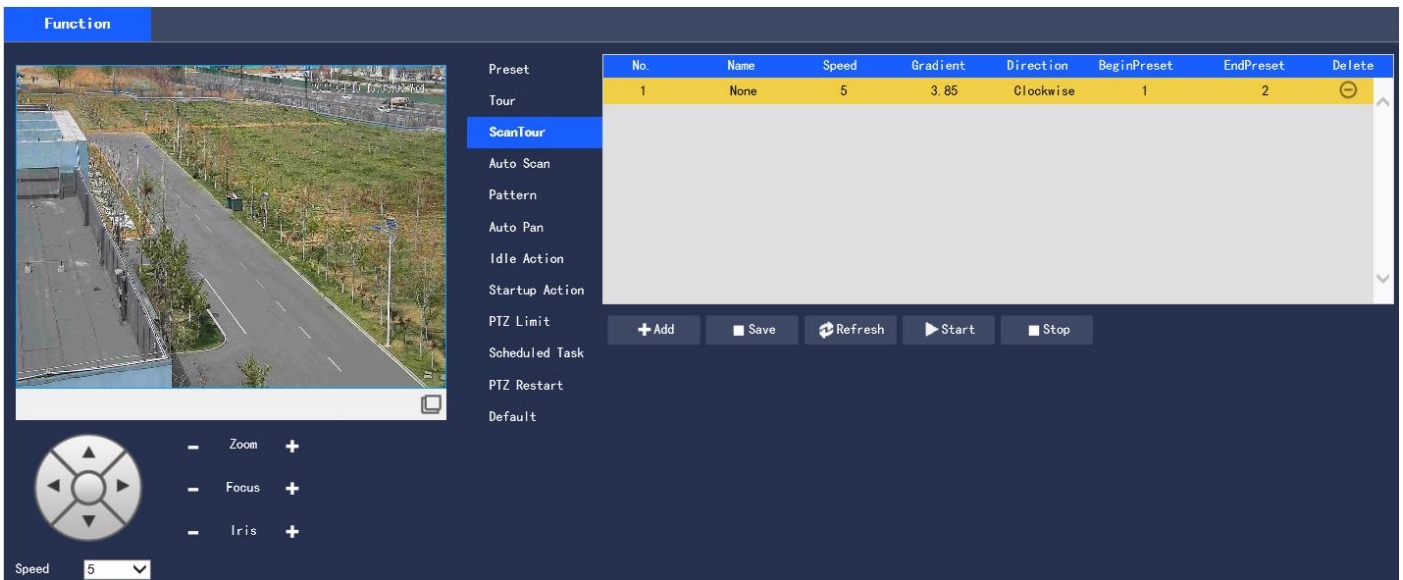 Function
Preset
Tour
ScanTour
Auto Scan
Pattern
Auto Pan
Idle Action
Startup Action
PTZ Limit
Scheduled Task
PTZ Restart
Default
No. Name Speed Gradient Direction BeginPreset EndPreset Delete
1 None 5 3.85 Clockwise 1 2
Add Save Refresh Start Stop
- Zoom +
- Focus +
- Iris +
Speed 5